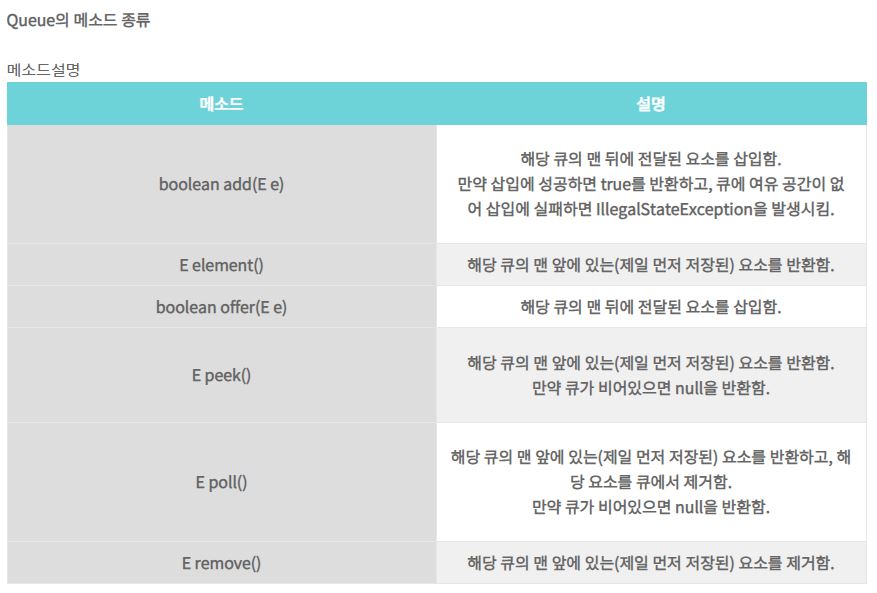 Queue의 메소드 종류
메소드설명
메소드 설명
boolean add(E e)
해당 큐의 맨 뒤에 전달된 요소를 삽입함.
만약 삽입에 성공하면 true를 반환하고, 큐에 여유 공간이 없
어 삽입에 실패하면 IllegalStateException을 발생시킴.
E element() 해당 큐의 맨 앞에 있는(제일 먼저 저장된) 요소를 반환함.
boolean offer(E e) 해당 큐의 맨 뒤에 전달된 요소를 삽입함.
E peek()
해당 큐의 맨 앞에 있는(제일 먼저 저장된) 요소를 반환함.
만약 큐가 비어있으면 null을 반환함.
E poll()
해당 큐의 맨 앞에 있는(제일 먼저 저장된) 요소를 반환하고, 해
당 요소를 큐에서 제거함.
만약 큐가 비어있으면 null을 반환함.
E remove() 해당 큐의 맨 앞에 있는(제일 먼저 저장된) 요소를 제거함.